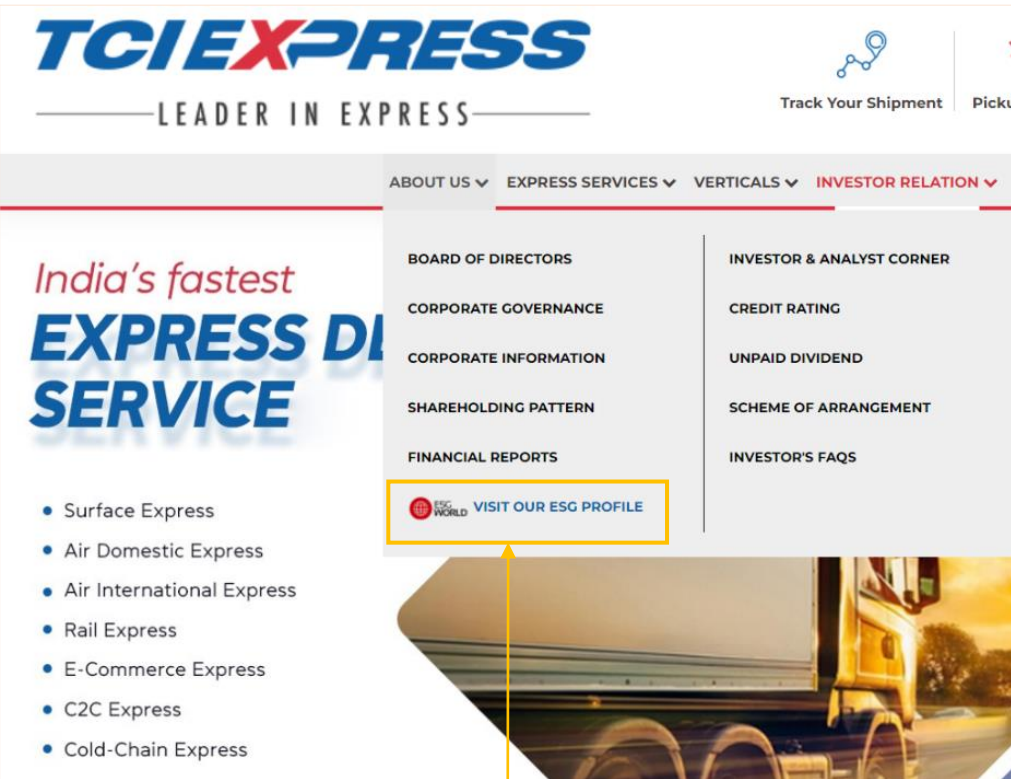 TCIEXPRESS
LEADER IN EXPRESS
Track Your Shipment
ABOUT US
EXPRESS SERVICES
VERTICALS
INVESTOR RELATION
BOARD OF DIRECTORS
CORPORATE GOVERNANCE
CORPORATE INFORMATION
SHAREHOLDING PATTERN
FINANCIAL REPORTS
ESG WORLD VISIT OUR ESG PROFILE
INVESTOR & ANALYST CORNER
CREDIT RATING
UNPAID DIVIDEND
SCHEME OF ARRANGEMENT
INVESTOR'S FAQS
India's fastest
EXPRESS
SERVICE
Surface Express
Air Domestic Express
Air International Express
Rail Express
E-Commerce Express
C2C Express
Cold-Chain Express